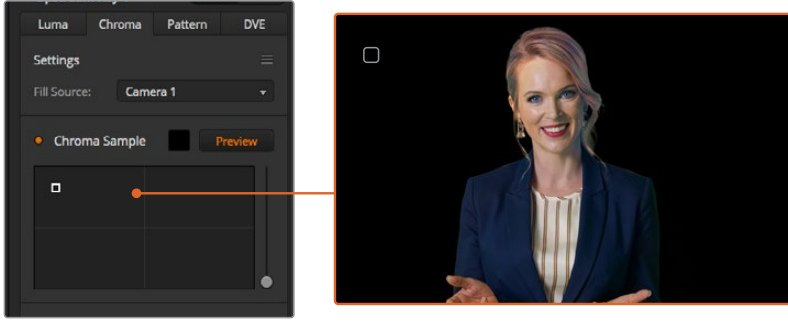 Luma Chroma Pattern DVE
Settings
Fill Source: Camera 1
Chroma Sample Preview